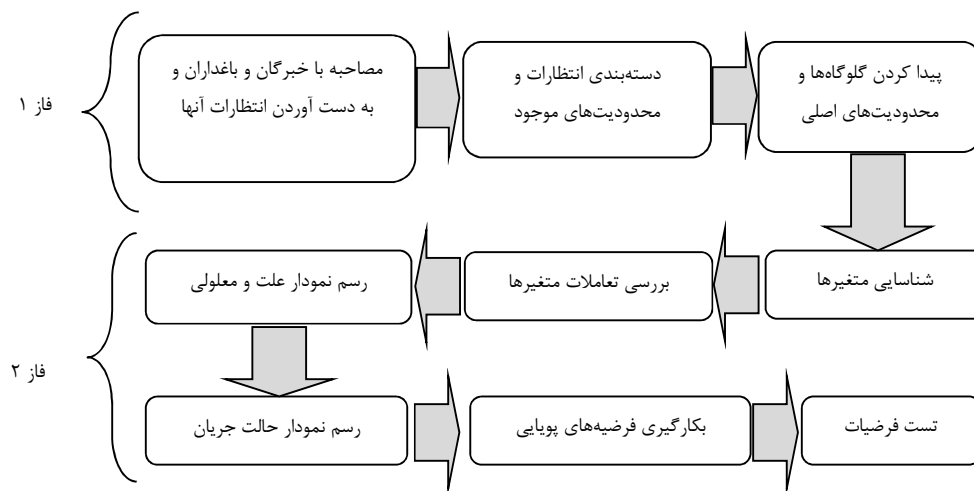 فاز ۱
مصاحبه با خبرگان و باغداران و
به دست آوردن انتظارات آنها
دسته‌بندی انتظارات و
محدودیت‌های موجود
پیدا کردن گلوگاه‌ها و
محدودیت‌های اصلی
فاز ۲
شناسایی متغیرها
بررسی تعاملات متغیرها
رسم نمودار علت و معلولی
رسم نمودار حالت جریان
بکارگیری فرضیه‌های پویایی
تست فرضیات